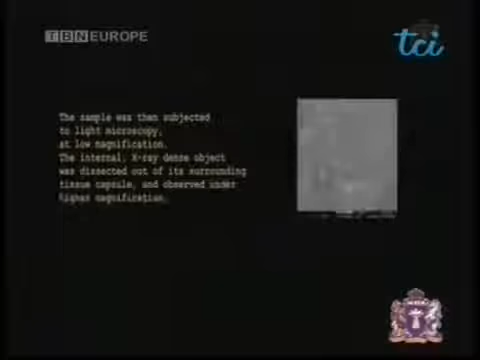 TBN EUROPE
tci
The sample was then subjected
to light microscopy,
at low magnification.
The internal, X-ray dense object
was dissected out of its surrounding
tissue capsule, and observed under
higher magnification.